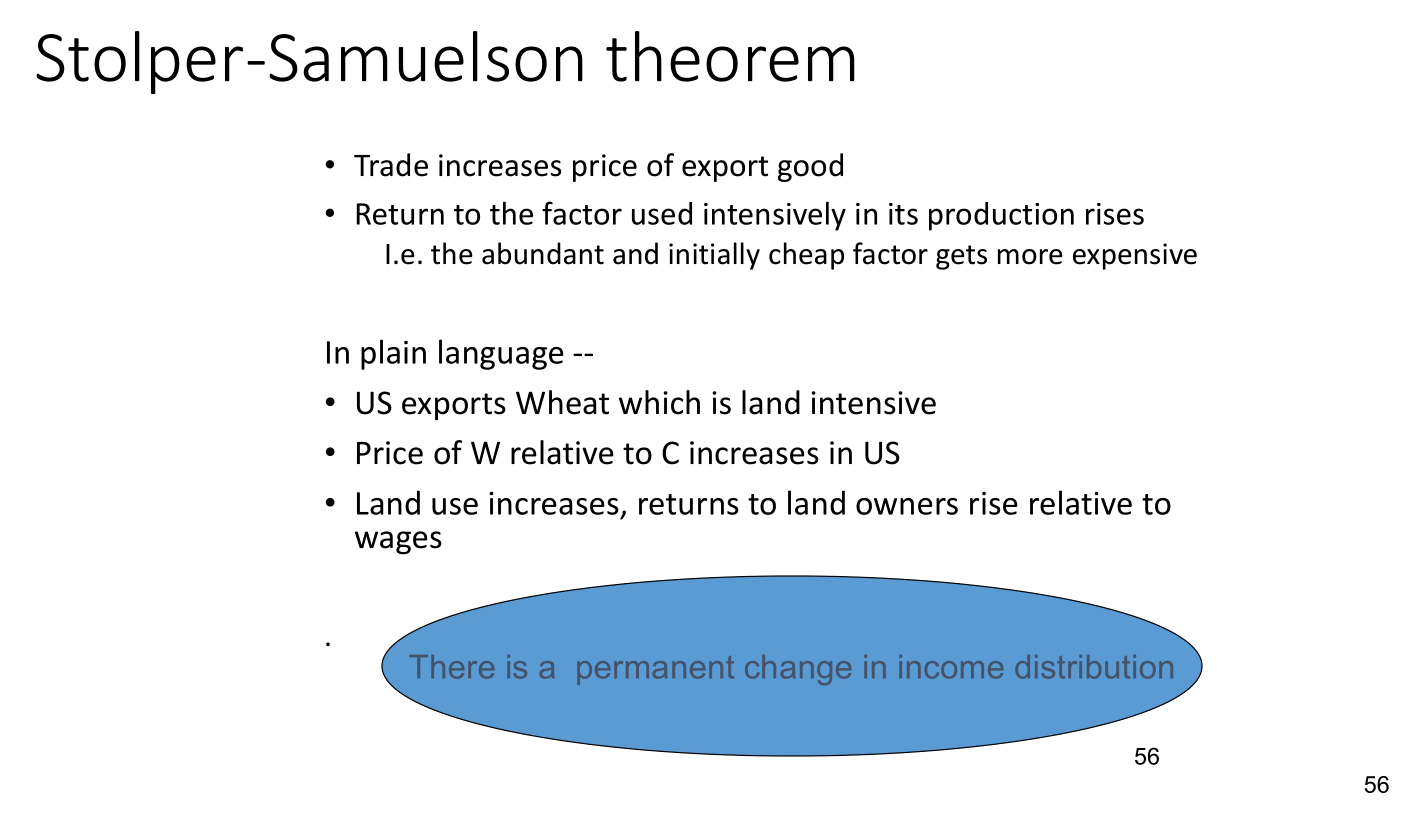 Stolper-Samuelson theorem
• Trade increases price of export good
• Return to the factor used intensively in its production rises
I.e. the abundant and initially cheap factor gets more expensive
In plain language --
• US exports Wheat which is land intensive
• Price of W relative to C increases in US
• Land use increases, returns to land owners rise relative to
wages
.
There is a  permanent change in income distribution
56
56